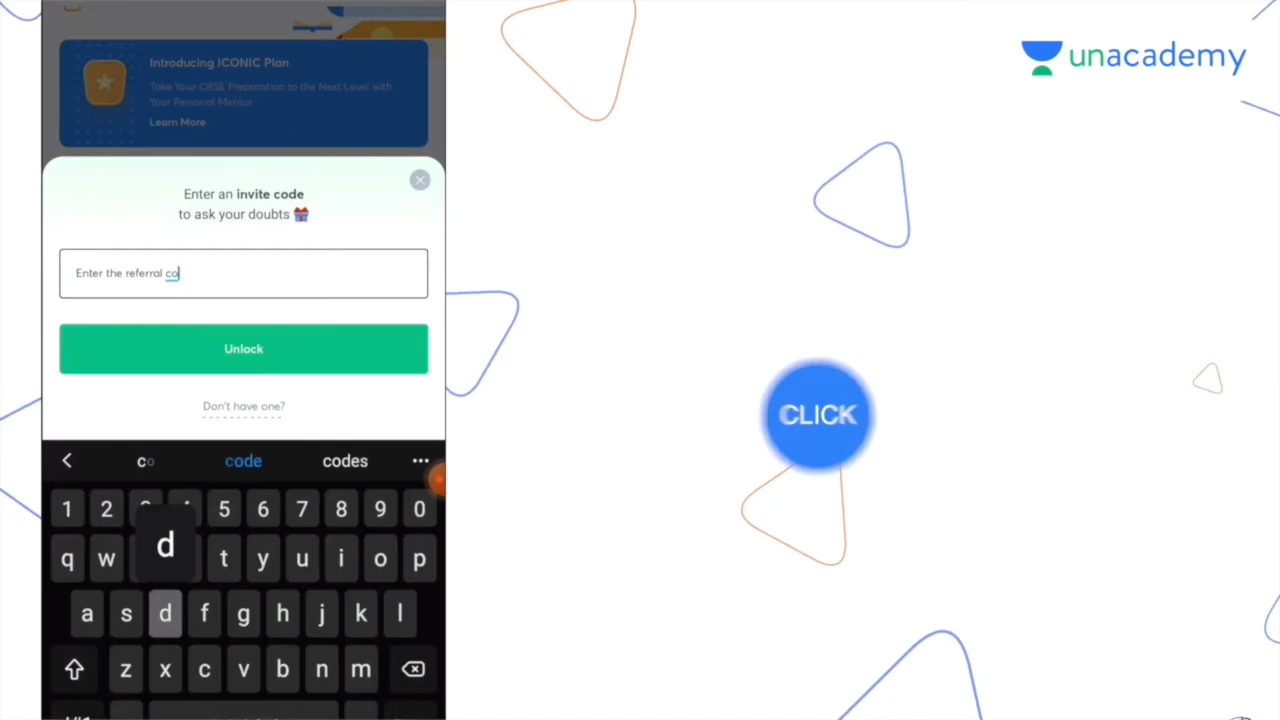 Introducing ICONIC Plan
Take Your CBSE Preparation to the Next Level with
Your Personal Mentor
Learn More
unacademy
Enter an invite code
to ask your doubts
Enter the referral co
Unlock
Don't have one?
CLICK
co code codes
1 2 5 6 7 8 9 0
d
q w t y u i o p
a s d f g h j k l
z x c v b n m